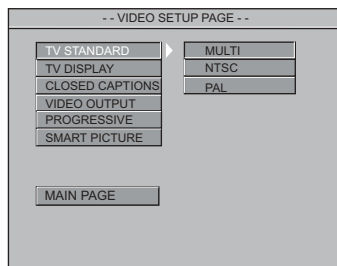 - - VIDEO SETUP PAGE - -
TV STANDARD
TV DISPLAY
CLOSED CAPTIONS
VIDEO OUTPUT
PROGRESSIVE
SMART PICTURE
MAIN PAGE
MULTI
NTSC
PAL